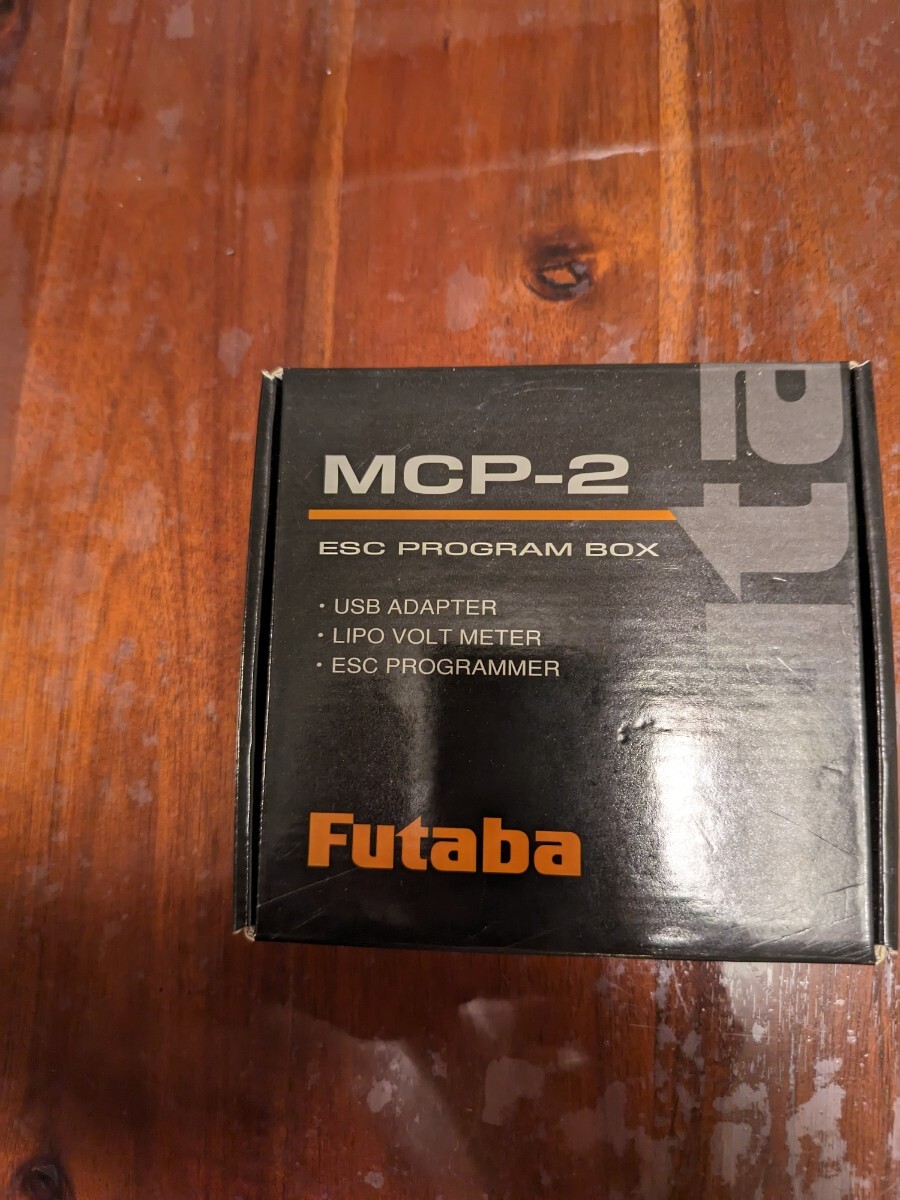 MCP-2
ESC PROGRAM BOX
· USB ADAPTER
· LIPO VOLT METER
· ESC PROGRAMMER
Futaba